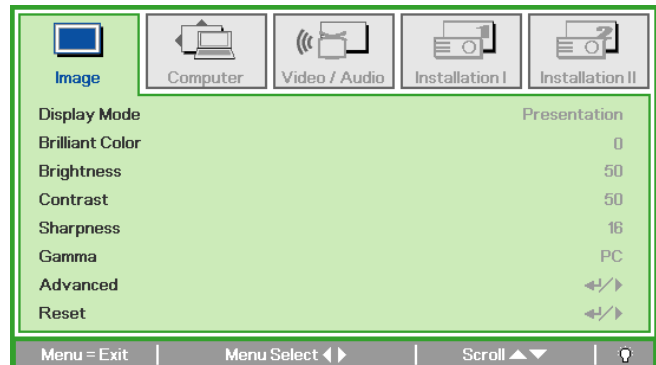 Image Computer Video / Audio Installation I Installation II
Display Mode Presentation
Brilliant Color 0
Brightness 50
Contrast 50
Sharpness 16
Gamma PC
Advanced ↵/▶
Reset ↵/▶
Menu = Exit Menu Select ◀▶ Scroll ▲▼